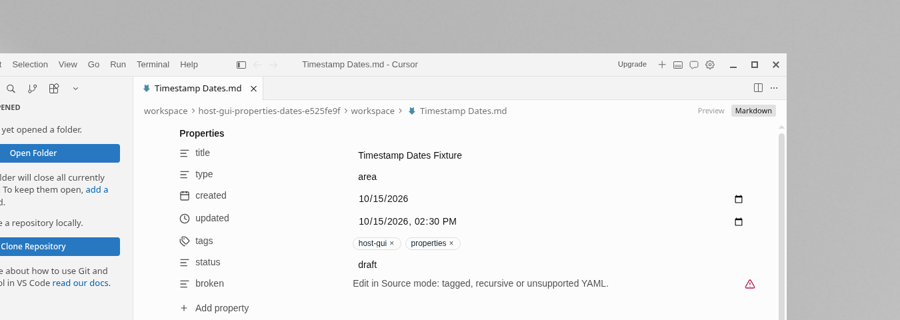 Selection View Go Run Terminal Help Timestamp Dates.md - Cursor Upgrade
Timestamp Dates.md
workspace > host-gui-properties-dates-e525fe9f > workspace > Timestamp Dates.md Preview Markdown
yet opened a folder.
Open Folder
will close all currently
To keep them open, add a
a repository locally.
Clone Repository
about how to use Git and
in VS Code read our docs.
Properties
title Timestamp Dates Fixture
type area
created 10/15/2026
updated 10/15/2026, 02:30 PM
tags host-gui × properties ×
status draft
broken Edit in Source mode: tagged, recursive or unsupported YAML.
+ Add property